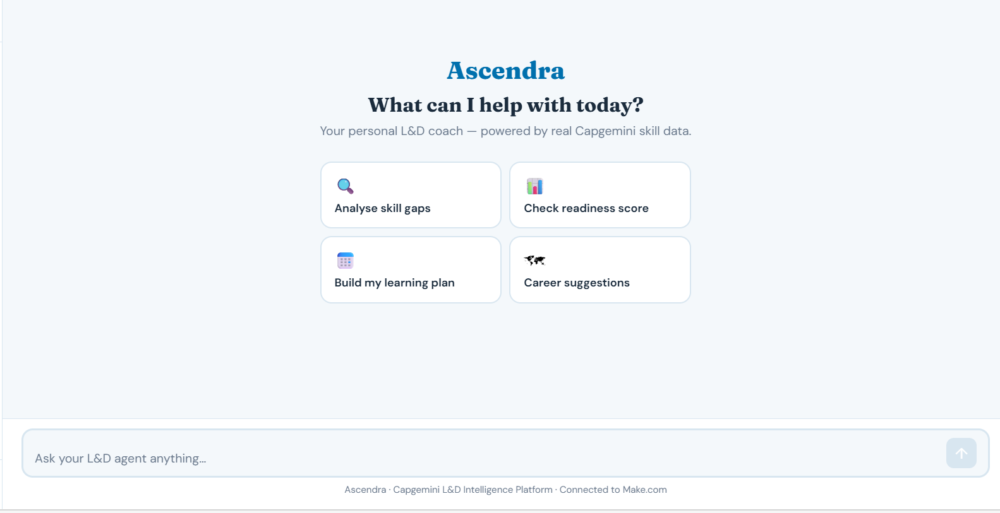 Ascendra
What can I help with today?
Your personal L&D coach — powered by real Capgemini skill data.
Analyse skill gaps
Check readiness score
Build my learning plan
Career suggestions
Ask your L&D agent anything...
Ascendra · Capgemini L&D Intelligence Platform · Connected to Make.com